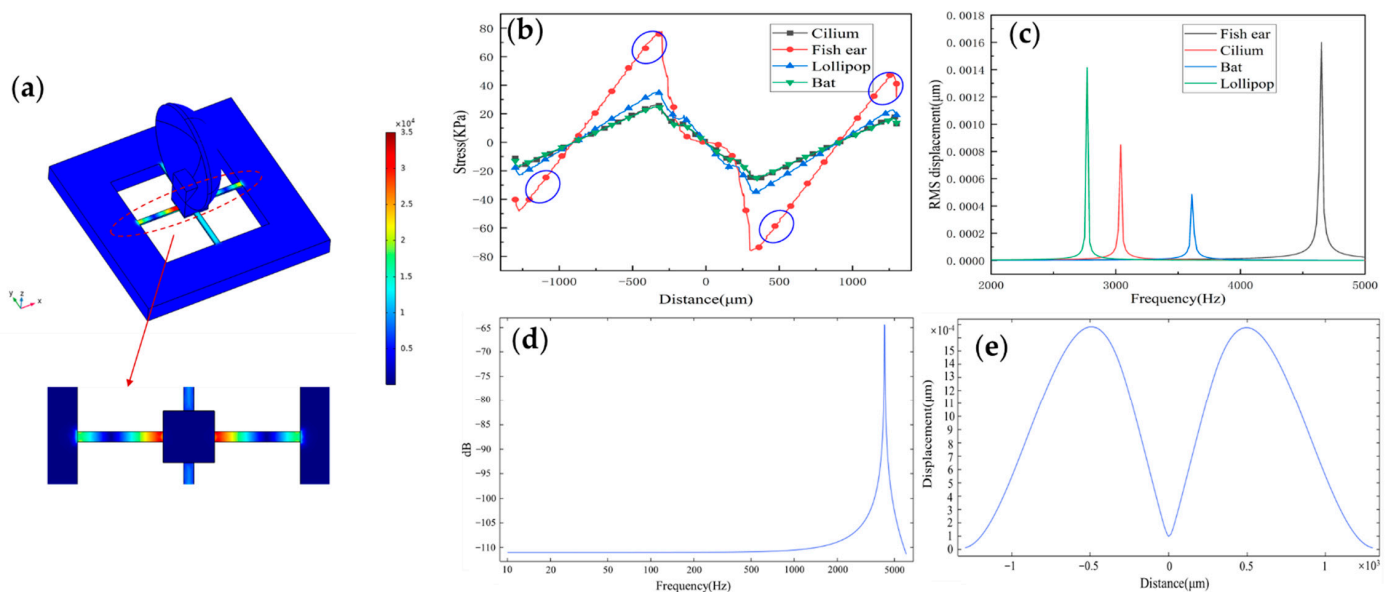 (a)
×10⁴
3.5
3
2.5
2
1.5
1
0.5
y z x
(b)
Stress(KPa)
80
60
40
20
0
−20
−40
−60
−80
−1000 −500 0 500 1000
Distance(μm)
Cilium
Fish ear
Lollipop
Bat
(c)
RMS displacement(μm)
0.0018
0.0016
0.0014
0.0012
0.0010
0.0008
0.0006
0.0004
0.0002
0.0000
2000 3000 4000 5000
Frequency(Hz)
Fish ear
Cilium
Bat
Lollipop
(d)
dB
−65
−70
−75
−80
−85
−90
−95
−100
−105
−110
10 20 50 100 200 500 1000 2000 5000
Frequency(Hz)
(e)
×10⁻⁴
Displacement(μm)
15
14
13
12
11
10
9
8
7
6
5
4
3
2
1
0
−1 −0.5 0 0.5 1 ×10³
Distance(μm)